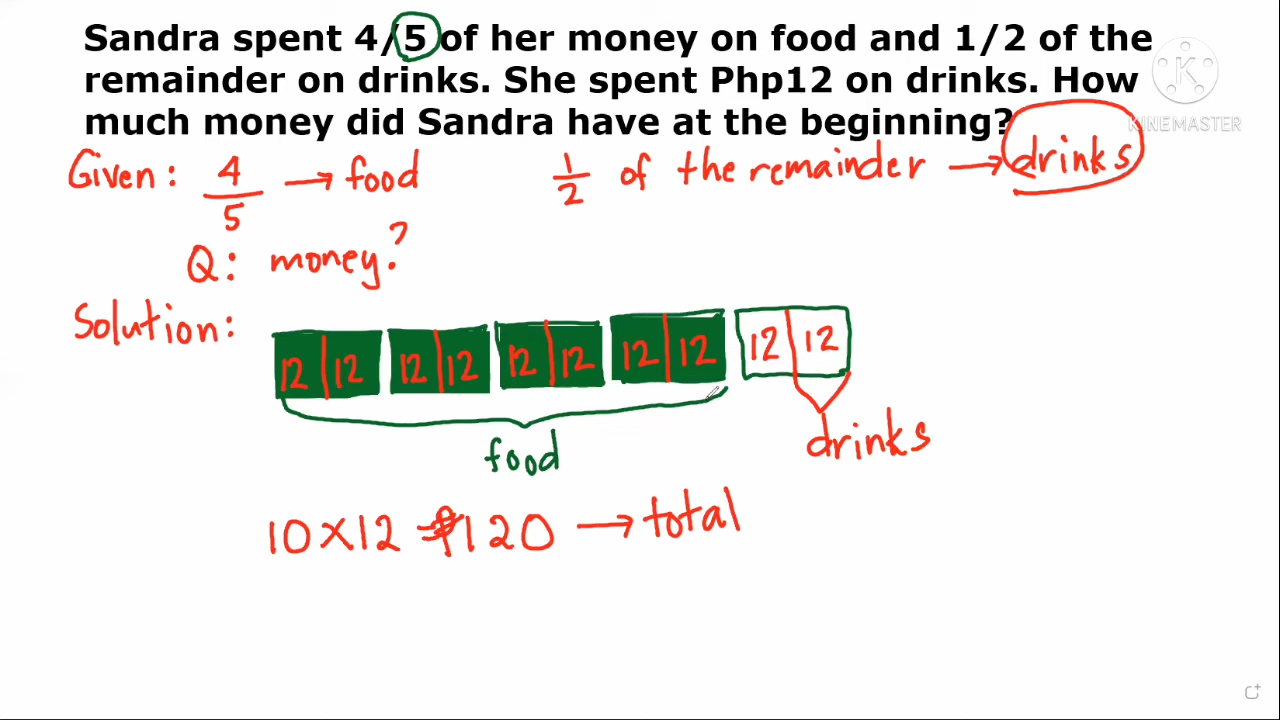 Sandra spent 4/5 of her money on food and 1/2 of the
remainder on drinks. She spent Php12 on drinks. How
much money did Sandra have at the beginning?
KINEMASTER
Given: 4/5 → food 1/2 of the remainder → drinks
Q: money?
Solution:
12 12 12 12 12 12 12 12 12 12
food
drinks
10 × 12 = ₱120 → total